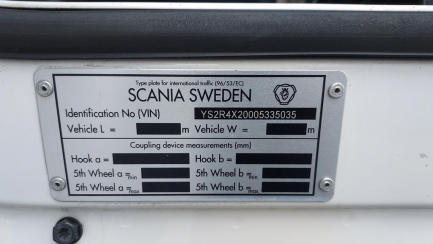 Type plate for international traffic (96/53/EC)
SCANIA SWEDEN
Identification No (VIN) YS2R4X20005335035
Vehicle L = m Vehicle W = m
Coupling device measurements (mm)
Hook a = Hook b =
5th Wheel a = min 5th Wheel b = min
5th Wheel a = max 5th Wheel b = max